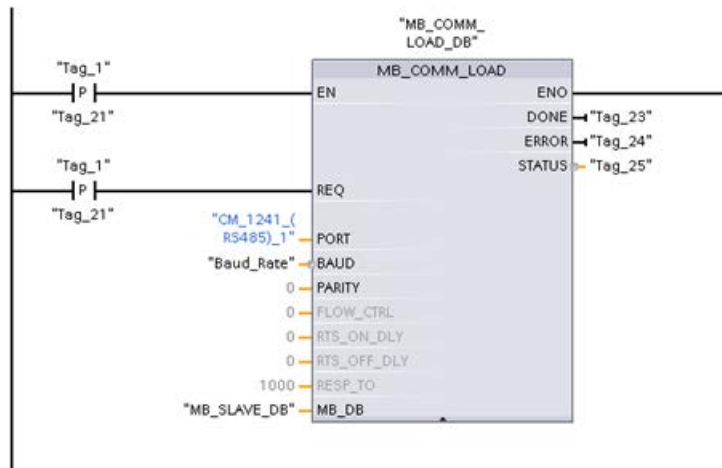 "MB_COMM_
LOAD_DB"
MB_COMM_LOAD
"Tag_1"
P
"Tag_21"
EN
ENO
DONE
"Tag_23"
ERROR
"Tag_24"
STATUS
"Tag_25"
"Tag_1"
P
"Tag_21"
REQ
"CM_1241_(
RS485)_1"
PORT
"Baud_Rate"
BAUD
0
PARITY
0
FLOW_CTRL
0
RTS_ON_DLY
0
RTS_OFF_DLY
1000
RESP_TO
"MB_SLAVE_DB"
MB_DB